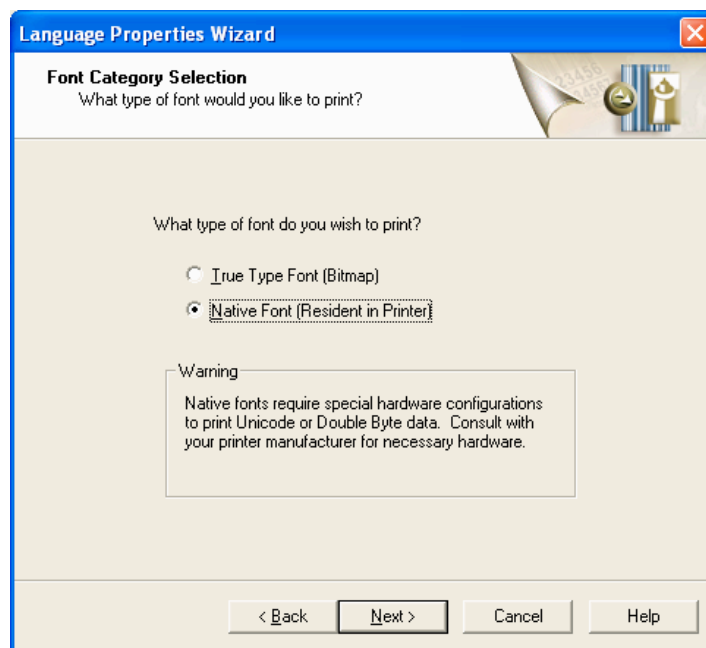 Language Properties Wizard
Font Category Selection
What type of font would you like to print?
What type of font do you wish to print?
True Type Font (Bitmap)
Native Font (Resident in Printer)
Warning
Native fonts require special hardware configurations
to print Unicode or Double Byte data. Consult with
your printer manufacturer for necessary hardware.
< Back Next > Cancel Help